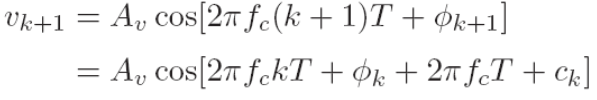 v_{k+1} = A_v cos[2πf_c(k + 1)T + ϕ_{k+1}]
= A_v cos[2πf_ckT + ϕ_k + 2πf_cT + c_k]